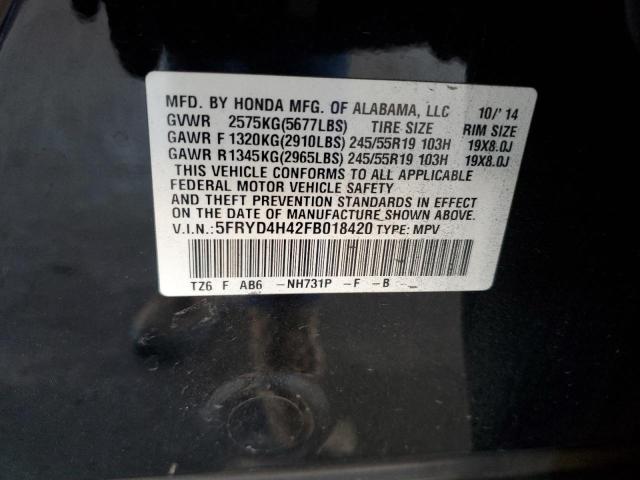 MFD. BY HONDA MFG. OF ALABAMA, LLC 10/'14
GVWR 2575KG(5677LBS) TIRE SIZE RIM SIZE
GAWR F 1320KG(2910LBS) 245/55R19 103H 19X8.0J
GAWR R 1345KG(2965LBS) 245/55R19 103H 19X8.0J
THIS VEHICLE CONFORMS TO ALL APPLICABLE
FEDERAL MOTOR VEHICLE SAFETY
AND THEFT PREVENTION STANDARDS IN EFFECT
ON THE DATE OF MANUFACTURE SHOWN ABOVE.
V.I.N.:5FRYD4H42FB018420 TYPE: MPV
TZ6 F AB6 -NH731P -F -B -_